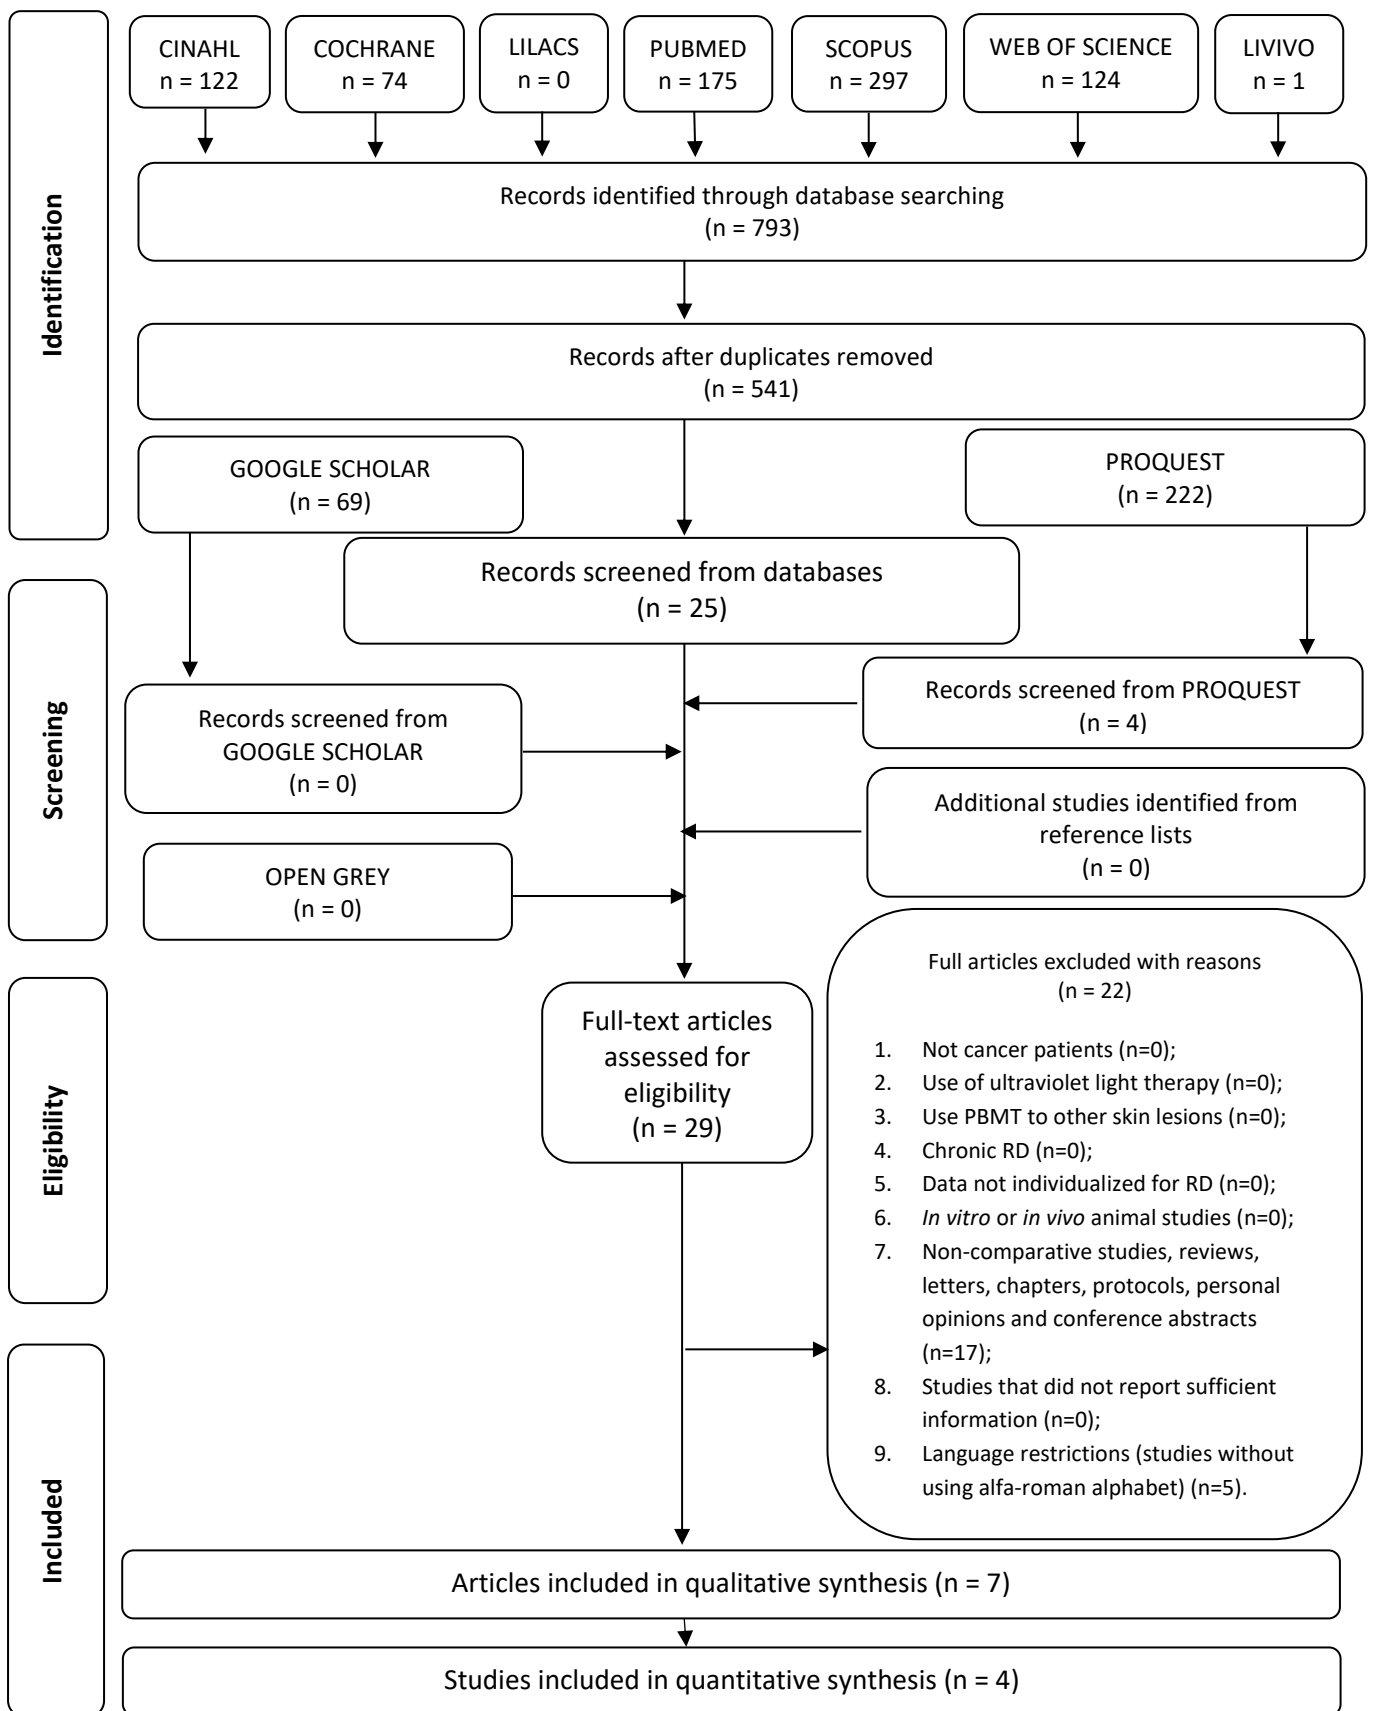 Identification
CINAHL
n = 122
COCHRANE
n = 74
LILACS
n = 0
PUBMED
n = 175
SCOPUS
n = 297
WEB OF SCIENCE
n = 124
LIVIVO
n = 1
Records identified through database searching
(n = 793)
Records after duplicates removed
(n = 541)
GOOGLE SCHOLAR
(n = 69)
PROQUEST
(n = 222)
Records screened from databases
(n = 25)
Screening
Records screened from
GOOGLE SCHOLAR
(n = 0)
Records screened from PROQUEST
(n = 4)
Additional studies identified from
reference lists
(n = 0)
OPEN GREY
(n = 0)
Eligibility
Full-text articles
assessed for
eligibility
(n = 29)
Full articles excluded with reasons
(n = 22)
1. Not cancer patients (n=0);
2. Use of ultraviolet light therapy (n=0);
3. Use PBMT to other skin lesions (n=0);
4. Chronic RD (n=0);
5. Data not individualized for RD (n=0);
6. In vitro or in vivo animal studies (n=0);
7. Non-comparative studies, reviews,
letters, chapters, protocols, personal
opinions and conference abstracts
(n=17);
8. Studies that did not report sufficient
information (n=0);
9. Language restrictions (studies without
using alfa-roman alphabet) (n=5).
Included
Articles included in qualitative synthesis (n = 7)
Studies included in quantitative synthesis (n = 4)